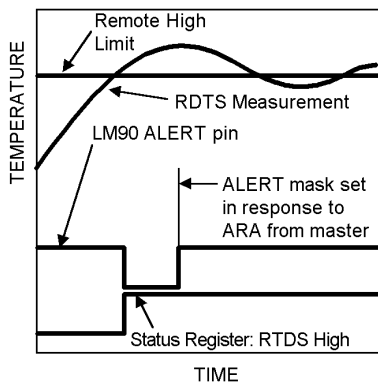 Remote High
Limit
RDTS Measurement
LM90 ALERT pin
ALERT mask set
in response to
ARA from master
Status Register: RTDS High
TEMPERATURE
TIME